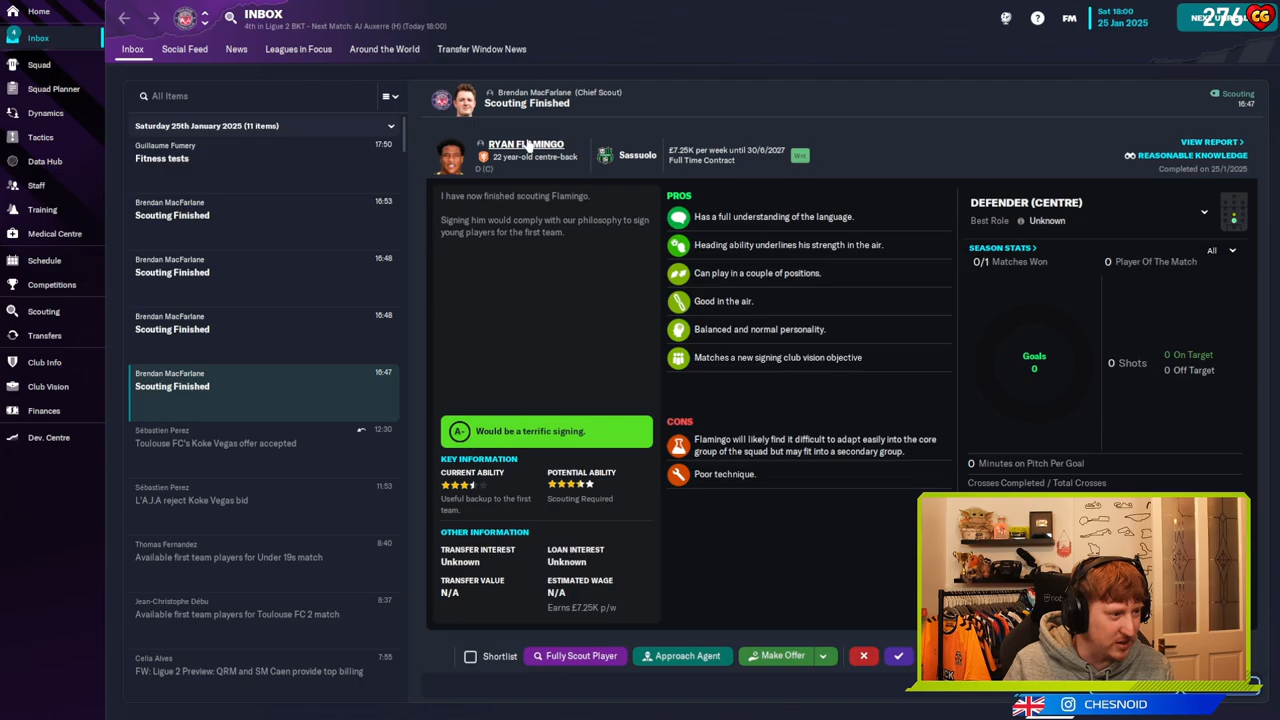 Home
INBOX
4th in Ligue 2 BKT - Next Match: AJ Auxerre (H) (Today 18:00)
FM
Sat 18:00
25 Jan 2025
276
CG
4
Inbox
Inbox
Social Feed
News
Leagues in Focus
Around the World
Transfer Window News
Squad
Squad Planner
Dynamics
Tactics
Data Hub
Staff
Training
Medical Centre
Schedule
Competitions
Scouting
Transfers
Club Info
Club Vision
Finances
Dev. Centre
All Items
Saturday 25th January 2025 (11 items)
Guillaume Fumery
17:50
Fitness tests
Brendan MacFarlane
16:53
Scouting Finished
Brendan MacFarlane
16:48
Scouting Finished
Brendan MacFarlane
16:48
Scouting Finished
Brendan MacFarlane
16:47
Scouting Finished
Sébastien Perez
12:30
Toulouse FC's Koke Vegas offer accepted
Sébastien Perez
11:53
L'A.J.A reject Koke Vegas bid
Thomas Fernandez
8:40
Available first team players for Under 19s match
Jean-Christophe Débu
8:37
Available first team players for Toulouse FC 2 match
Celia Alves
7:55
FW: Ligue 2 Preview: QRM and SM Caen provide top billing
Brendan MacFarlane (Chief Scout)
Scouting Finished
Scouting
16:47
RYAN FLAMINGO
22 year-old centre-back
D (C)
Sassuolo
£7.25K per week until 30/6/2027
Full Time Contract
Wnt
VIEW REPORT >
REASONABLE KNOWLEDGE
Completed on 25/1/2025
I have now finished scouting Flamingo.
Signing him would comply with our philosophy to sign
young players for the first team.
A-
Would be a terrific signing.
KEY INFORMATION
CURRENT ABILITY
POTENTIAL ABILITY
Useful backup to the first
team.
Scouting Required
OTHER INFORMATION
TRANSFER INTEREST
LOAN INTEREST
Unknown
Unknown
TRANSFER VALUE
ESTIMATED WAGE
N/A
N/A
Earns £7.25K p/w
PROS
Has a full understanding of the language.
Heading ability underlines his strength in the air.
Can play in a couple of positions.
Good in the air.
Balanced and normal personality.
Matches a new signing club vision objective
CONS
Flamingo will likely find it difficult to adapt easily into the core
group of the squad but may fit into a secondary group.
Poor technique.
DEFENDER (CENTRE)
Best Role
Unknown
SEASON STATS >
All
0/1 Matches Won
0 Player Of The Match
Goals
0
0 Shots
0 On Target
0 Off Target
0 Minutes on Pitch Per Goal
Crosses Completed / Total Crosses
Shortlist
Fully Scout Player
Approach Agent
Make Offer
CHESNOID